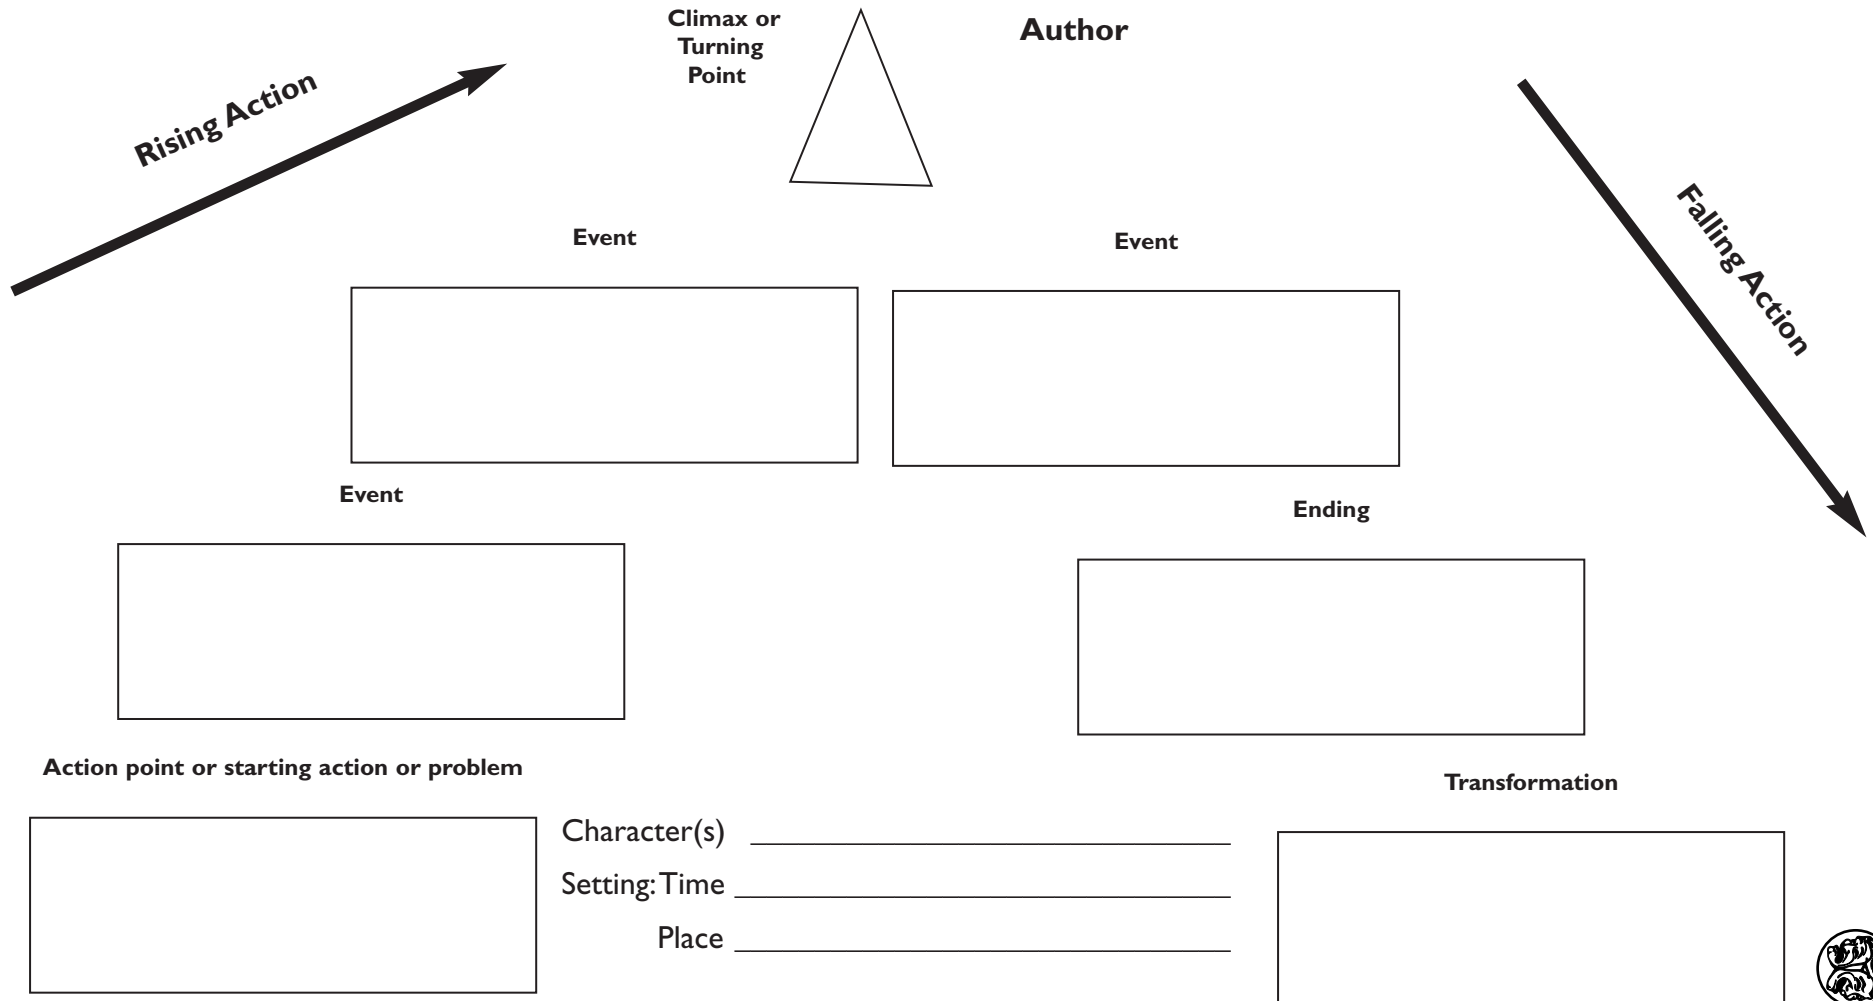 Climax or
Turning
Point
Author
Rising Action
Falling Action
Event
Event
Event
Ending
Action point or starting action or problem
Transformation
Character(s)
Setting: Time
Place